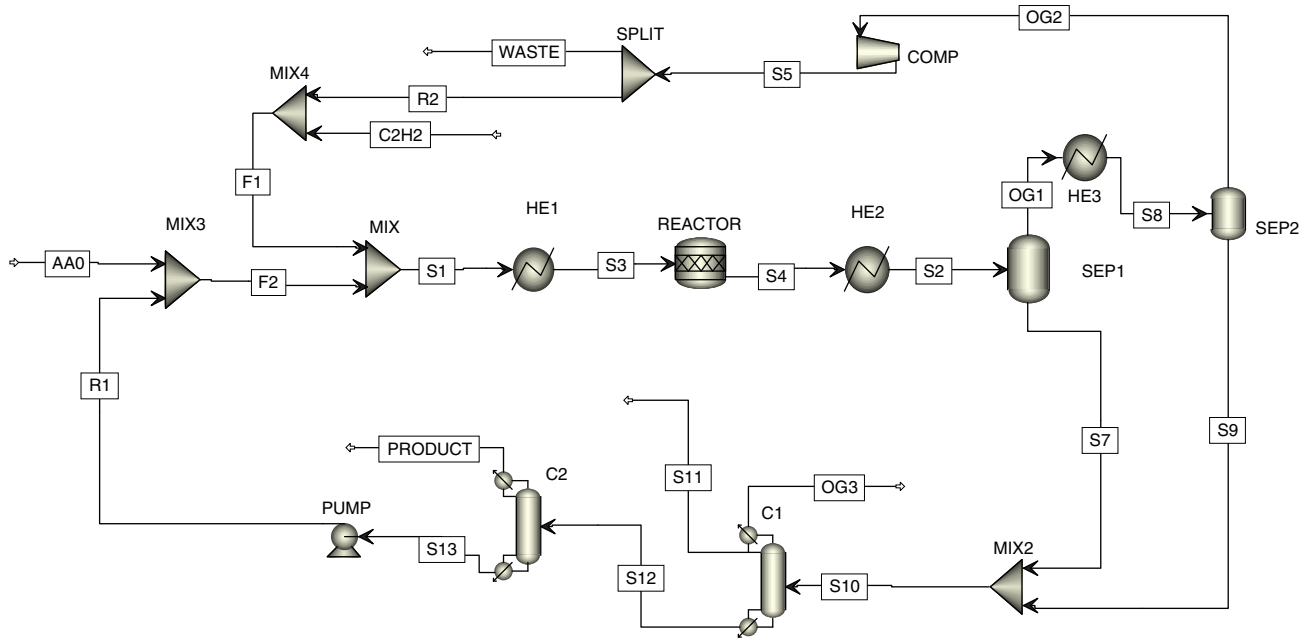 OG2
SPLIT
WASTE
COMP
MIX4
S5
R2
C2H2
F1
OG1
HE3
S8
SEP2
MIX3
MIX
HE1
REACTOR
HE2
AA0
F2
S1
S3
S4
S2
SEP1
R1
S9
S7
PRODUCT
C2
S11
OG3
C1
PUMP
S13
S12
S10
MIX2